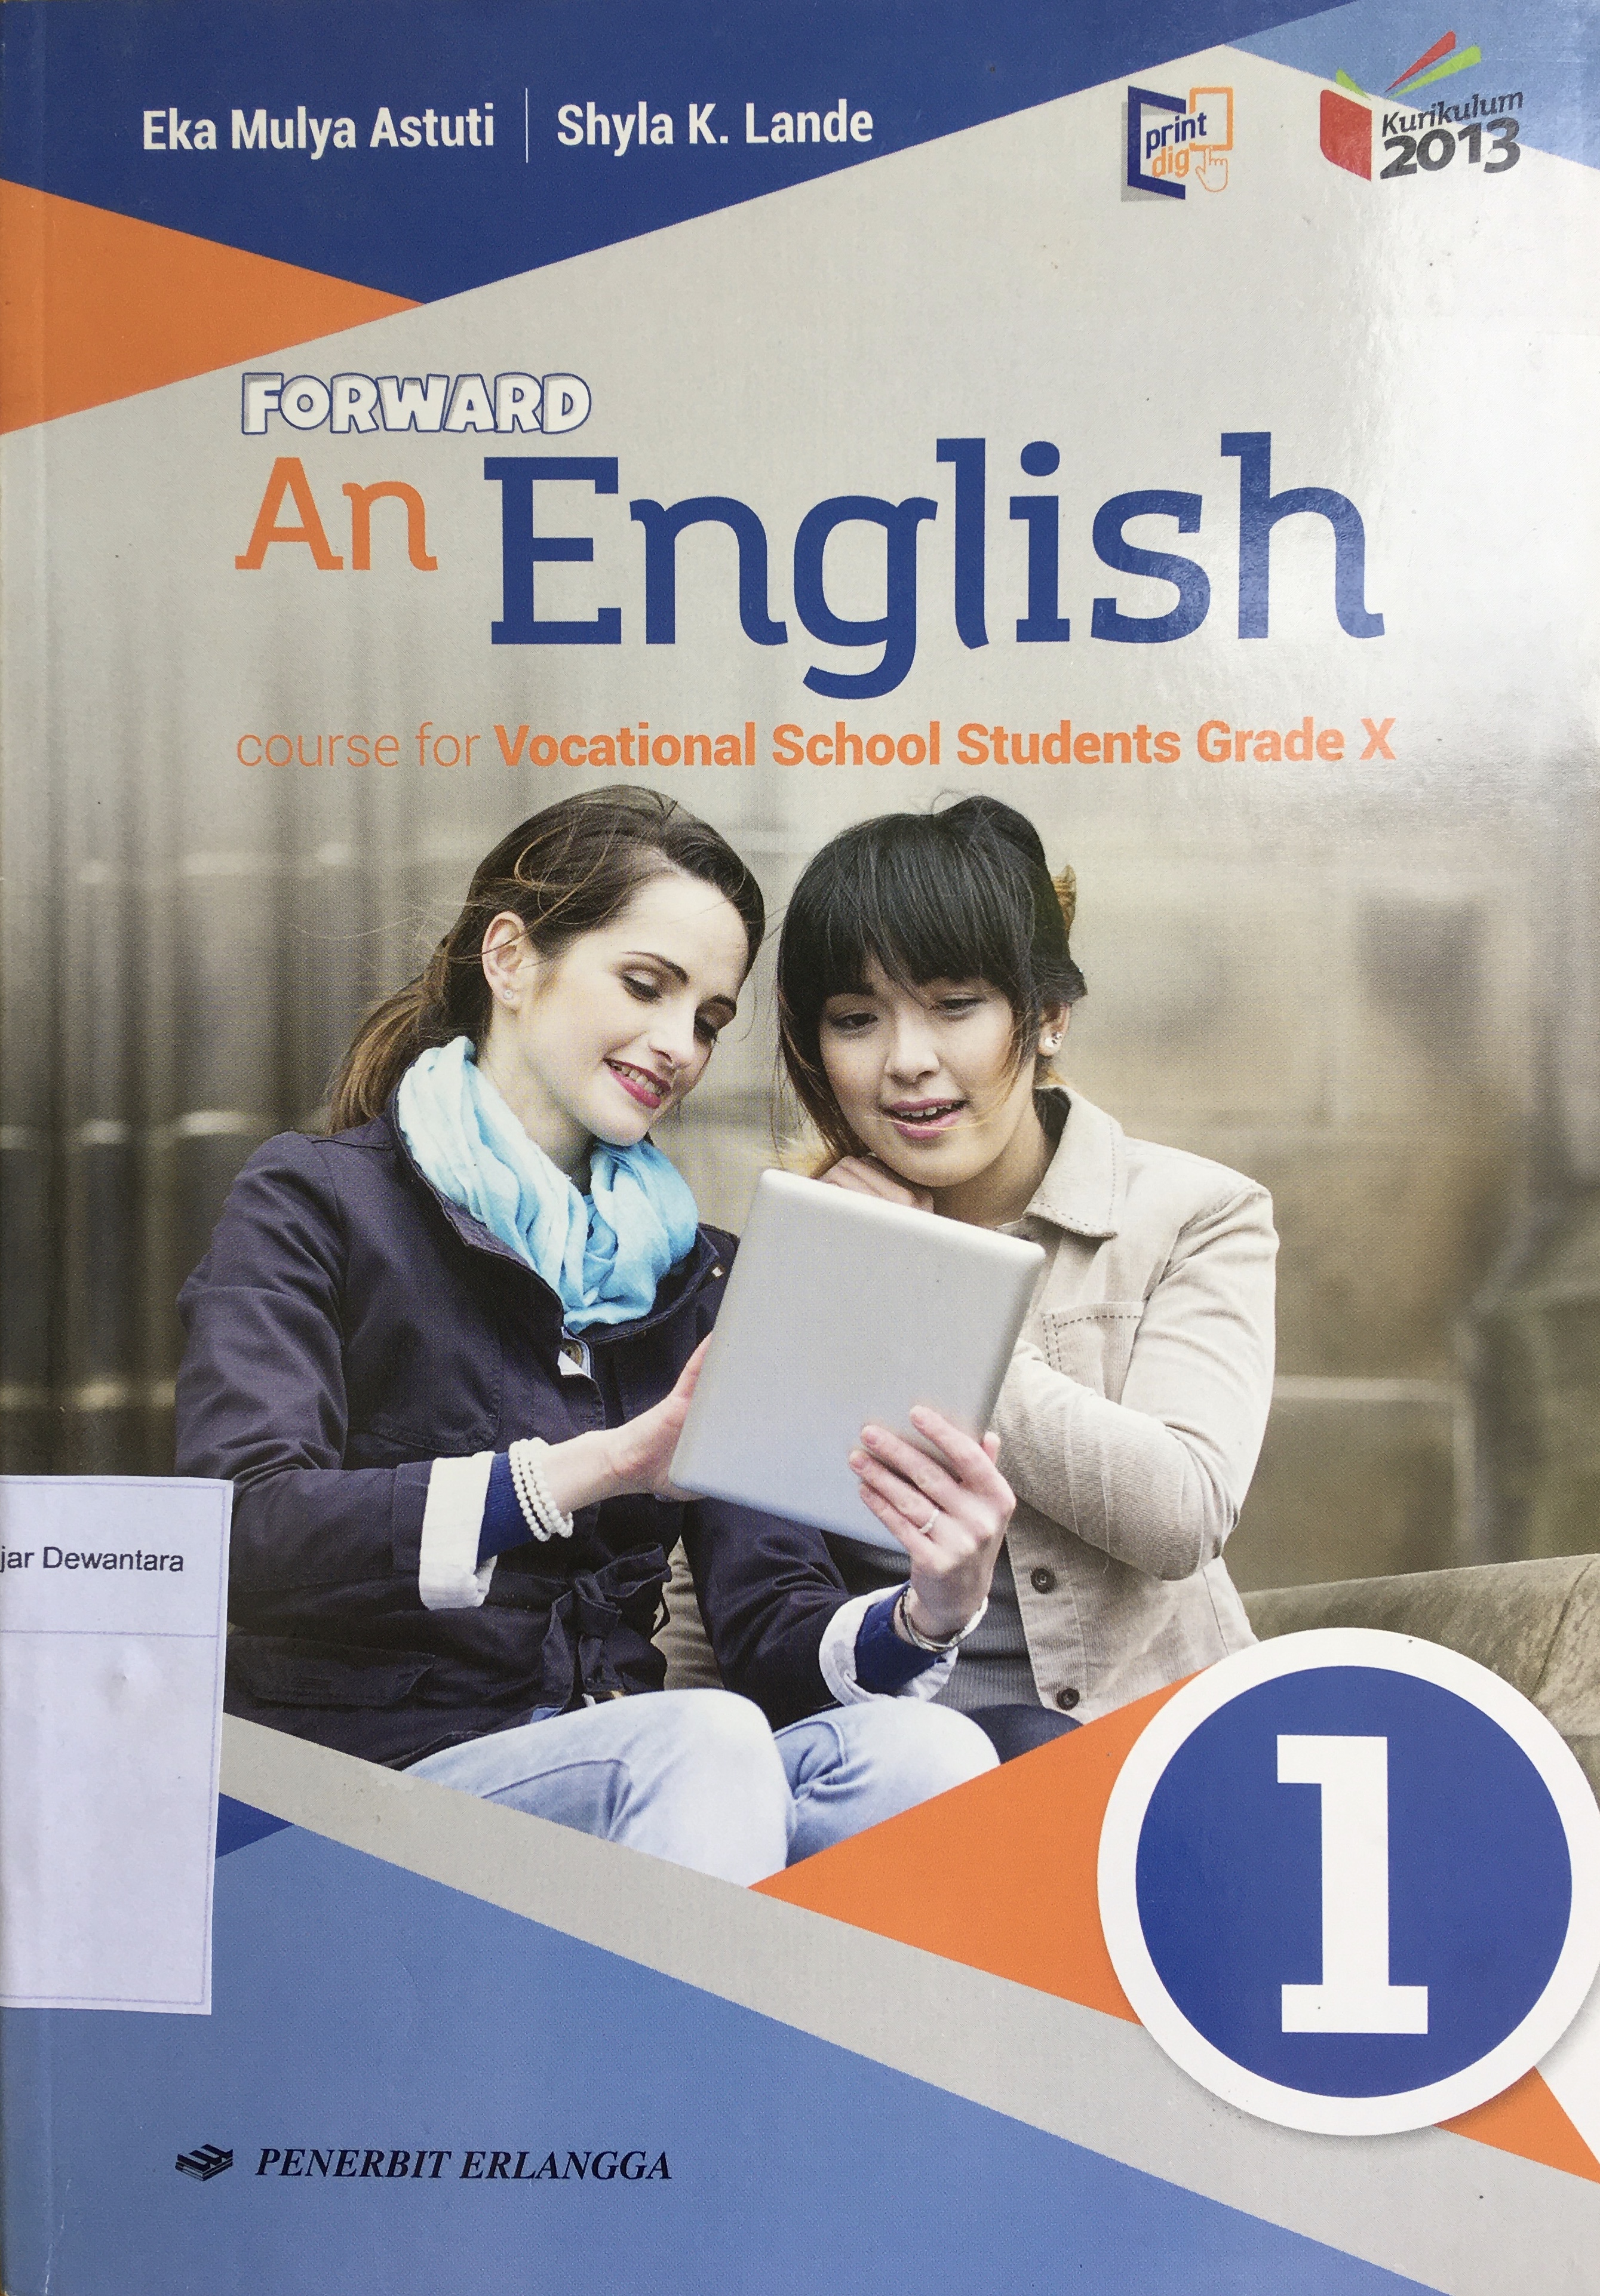 Eka Mulya Astuti | Shyla K. Lande
print
dig
Kurikulum
2013
FORWARD
An English
course for Vocational School Students Grade X
jar Dewantara
1
PENERBIT ERLANGGA